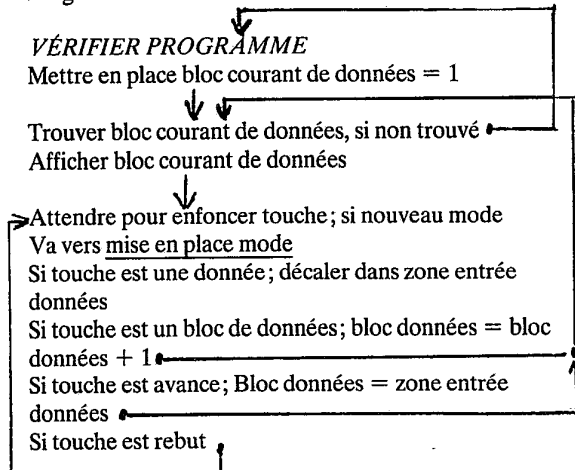 VÉRIFIER PROGRAMME
Mettre en place bloc courant de données = 1
Trouver bloc courant de données, si non trouvé
Afficher bloc courant de données
Attendre pour enfoncer touche; si nouveau mode
Va vers mise en place mode
Si touche est une donnée; décaler dans zone entrée
données
Si touche est un bloc de données; bloc données = bloc
données + 1
Si touche est avance; Bloc données = zone entrée
données
Si touche est rebut